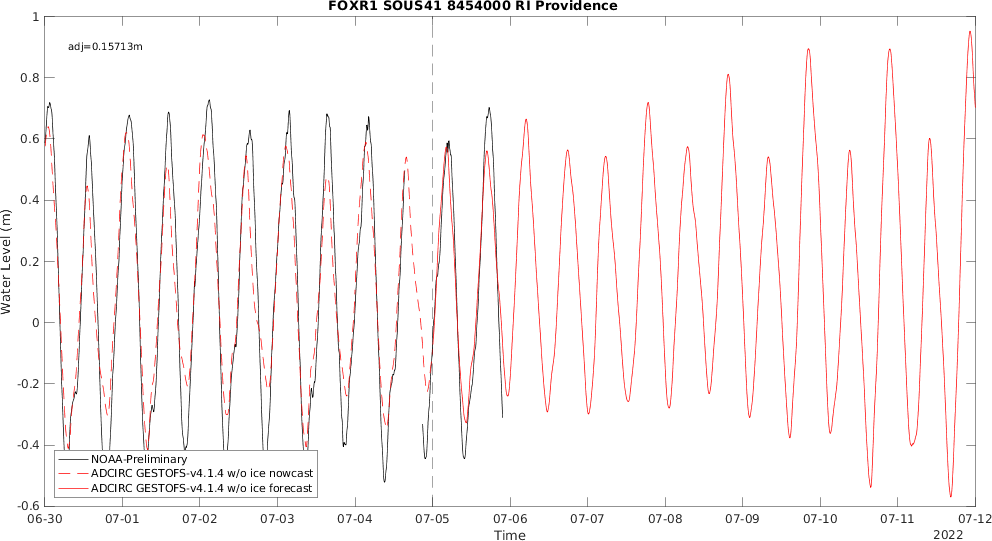 FOXR1 SOUS41 8454000 RI Providence
adj=0.15713m
Water Level (m)
1
0.8
0.6
0.4
0.2
0
-0.2
-0.4
-0.6
NOAA-Preliminary
ADCIRC GESTOFS-v4.1.4 w/o ice nowcast
ADCIRC GESTOFS-v4.1.4 w/o ice forecast
06-30 07-01 07-02 07-03 07-04 07-05 07-06 07-07 07-08 07-09 07-10 07-11 07-12
Time
2022